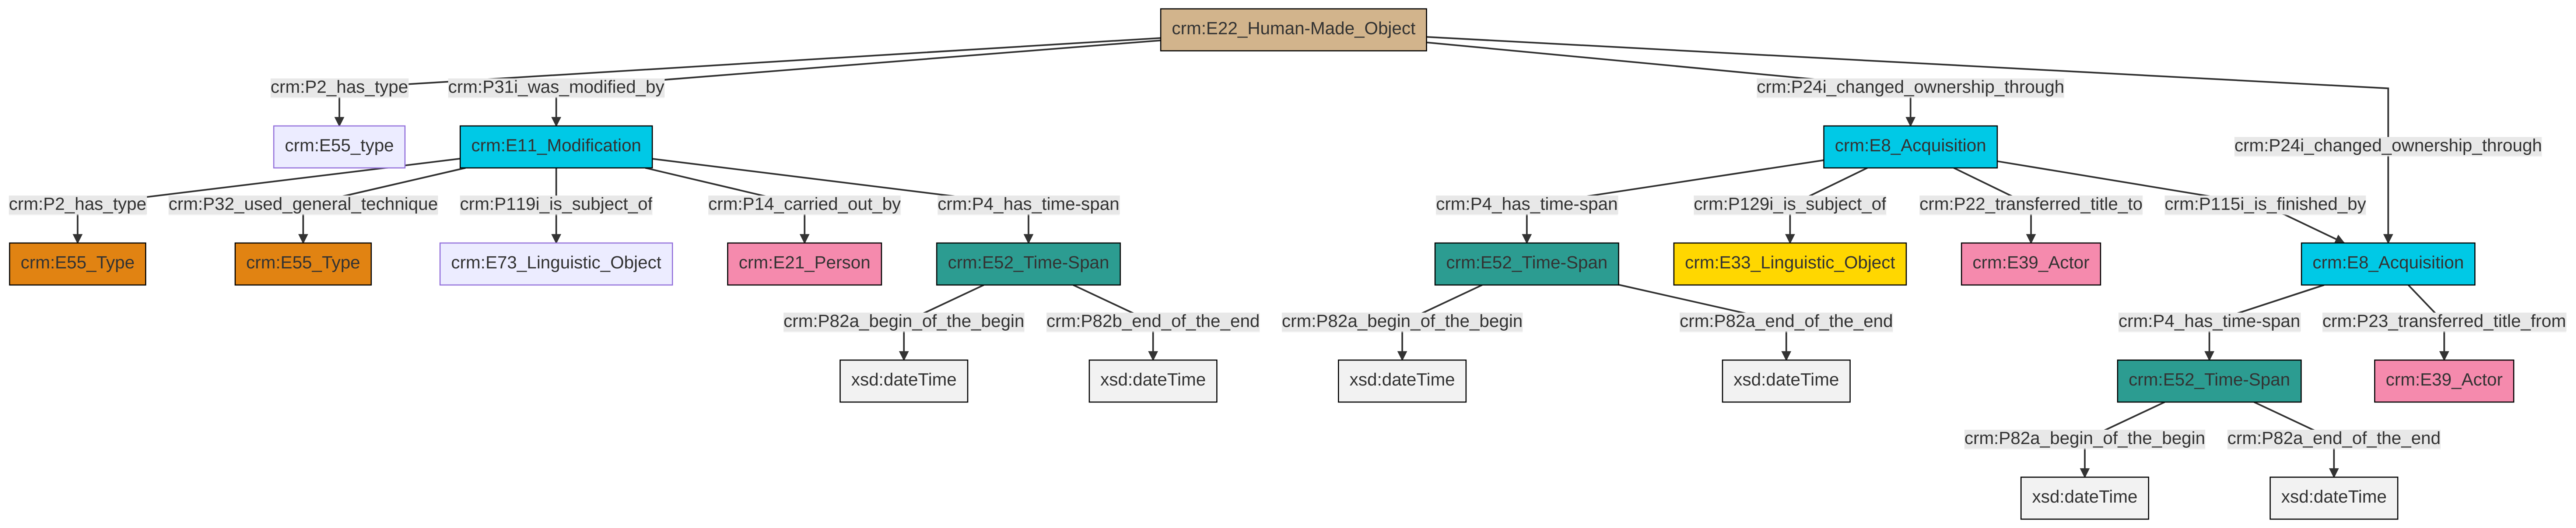 crm:E22_Human-Made_Object
crm:P2_has_type
crm:P31i_was_modified_by
crm:P24i_changed_ownership_through
crm:P24i_changed_ownership_through
crm:E55_type
crm:E11_Modification
crm:E8_Acquisition
crm:P2_has_type
crm:P32_used_general_technique
crm:P119i_is_subject_of
crm:P14_carried_out_by
crm:P4_has_time-span
crm:P4_has_time-span
crm:P129i_is_subject_of
crm:P22_transferred_title_to
crm:P115i_is_finished_by
crm:E55_Type
crm:E55_Type
crm:E73_Linguistic_Object
crm:E21_Person
crm:E52_Time-Span
crm:E52_Time-Span
crm:E33_Linguistic_Object
crm:E39_Actor
crm:E8_Acquisition
crm:P82a_begin_of_the_begin
crm:P82b_end_of_the_end
crm:P82a_begin_of_the_begin
crm:P82a_end_of_the_end
crm:P4_has_time-span
crm:P23_transferred_title_from
xsd:dateTime
xsd:dateTime
xsd:dateTime
xsd:dateTime
crm:E52_Time-Span
crm:E39_Actor
crm:P82a_begin_of_the_begin
crm:P82a_end_of_the_end
xsd:dateTime
xsd:dateTime